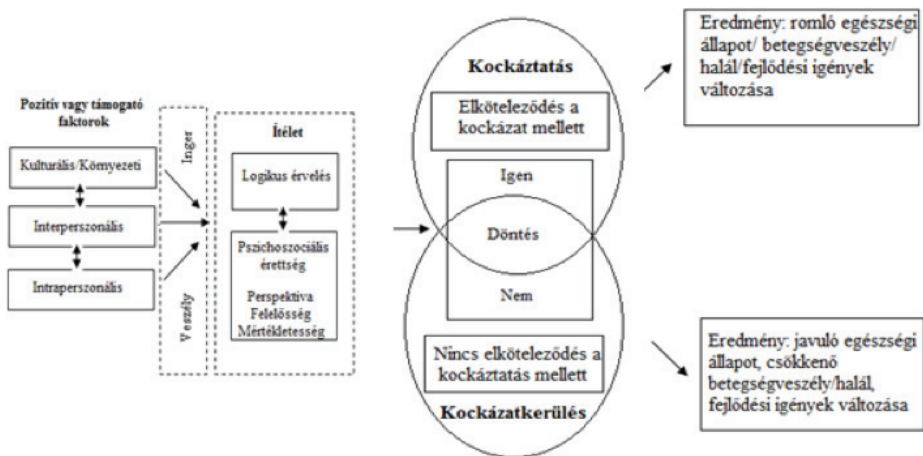 Pozitív vagy támogató
faktorok
Kulturális/Környezeti
Interperszonális
Intraperszonális
Inger
Veszély
Ítélet
Logikus érvelés
Pszichoszociális
érettség
Perspektiva
Felelősség
Mértékletesség
Kockáztatás
Elköteleződés a
kockázat mellett
Igen
Döntés
Nem
Nincs elköteleződés a
kockáztatás mellett
Kockázatkerülés
Eredmény: romló egészségi
állapot/ betegségveszély/
halál/fejlődési igények
változása
Eredmény: javuló egészségi
állapot, csökkenő
betegségveszély/halál,
fejlődési igények változása